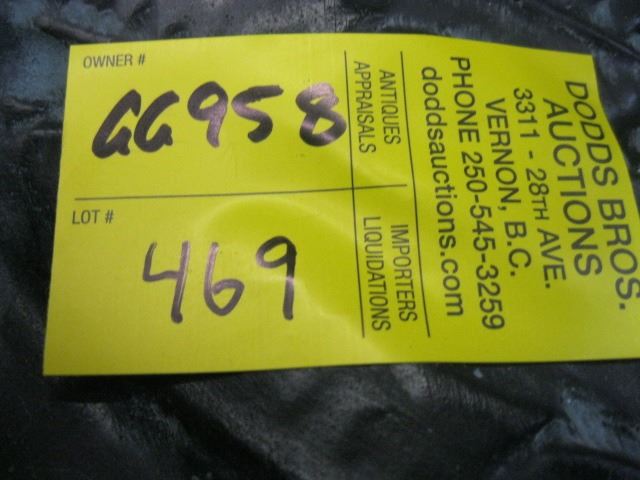 OWNER #
GG958
LOT #
469
DODDS BROS.
AUCTIONS
3311 - 28TH AVE.
VERNON, B.C.
PHONE 250-545-3259
doddsauctions.com
ANTIQUES
APPRAISALS
IMPORTERS
LIQUIDATIONS